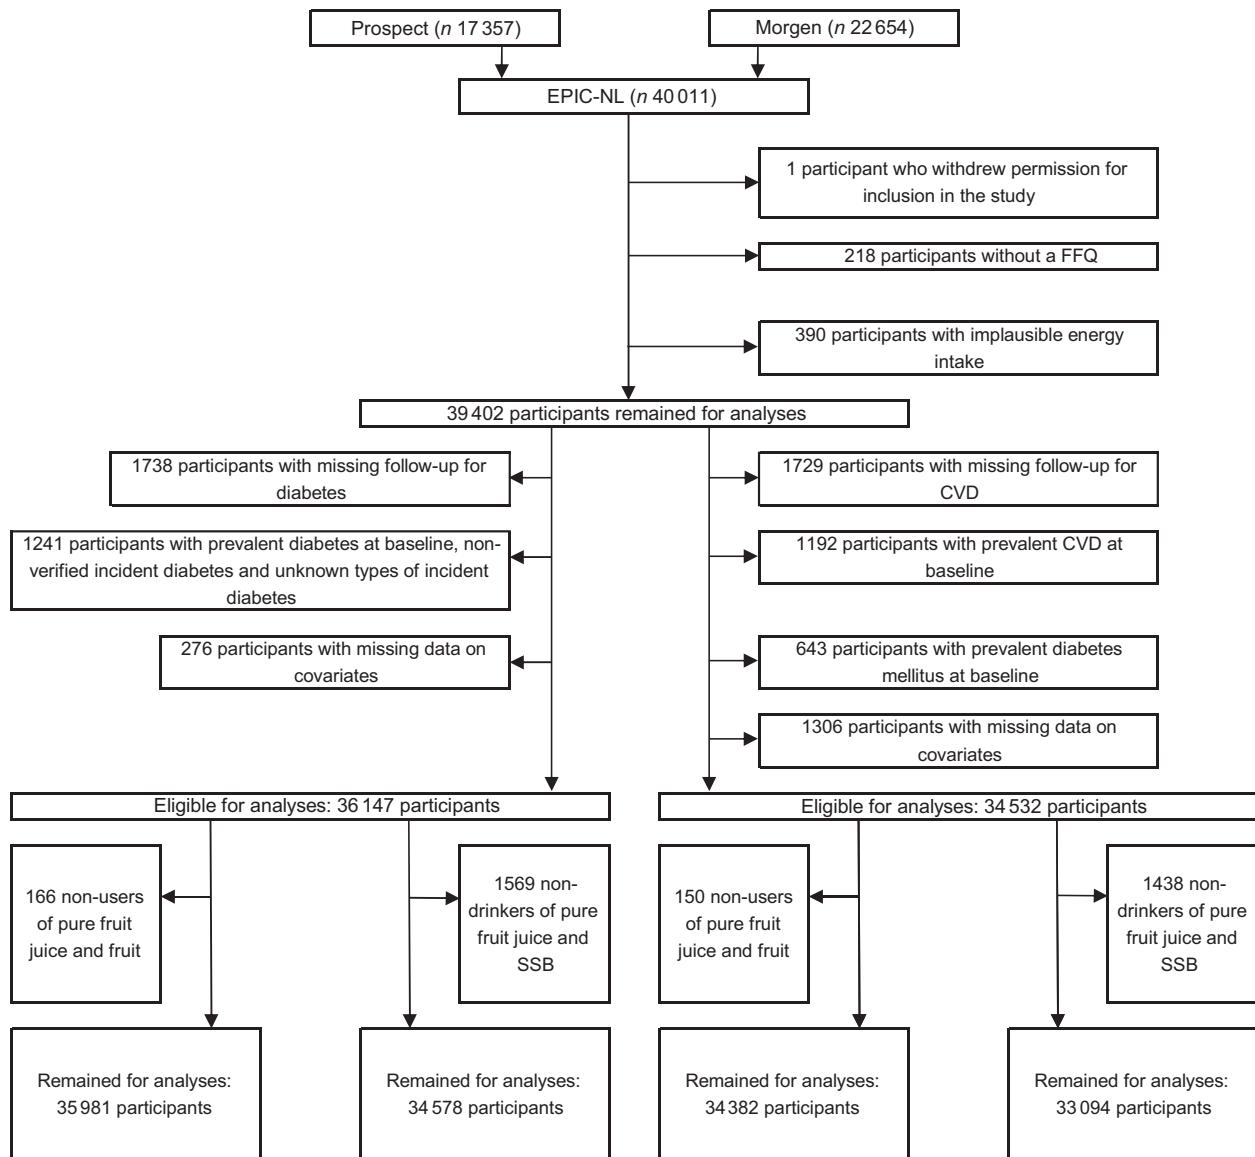 Prospect (n 17 357)
Morgen (n 22 654)
EPIC-NL (n 40 011)
1 participant who withdrew permission for
inclusion in the study
218 participants without a FFQ
390 participants with implausible energy
intake
39 402 participants remained for analyses
1738 participants with missing follow-up for
diabetes
1729 participants with missing follow-up for
CVD
1241 participants with prevalent diabetes at baseline, non-
verified incident diabetes and unknown types of incident
diabetes
1192 participants with prevalent CVD at
baseline
276 participants with missing data on
covariates
643 participants with prevalent diabetes
mellitus at baseline
1306 participants with missing data on
covariates
Eligible for analyses: 36 147 participants
Eligible for analyses: 34 532 participants
166 non-users
of pure fruit
juice and fruit
1569 non-
drinkers of pure
fruit juice and
SSB
150 non-users
of pure fruit
juice and fruit
1438 non-
drinkers of pure
fruit juice and
SSB
Remained for analyses:
35 981 participants
Remained for analyses:
34 578 participants
Remained for analyses:
34 382 participants
Remained for analyses:
33 094 participants